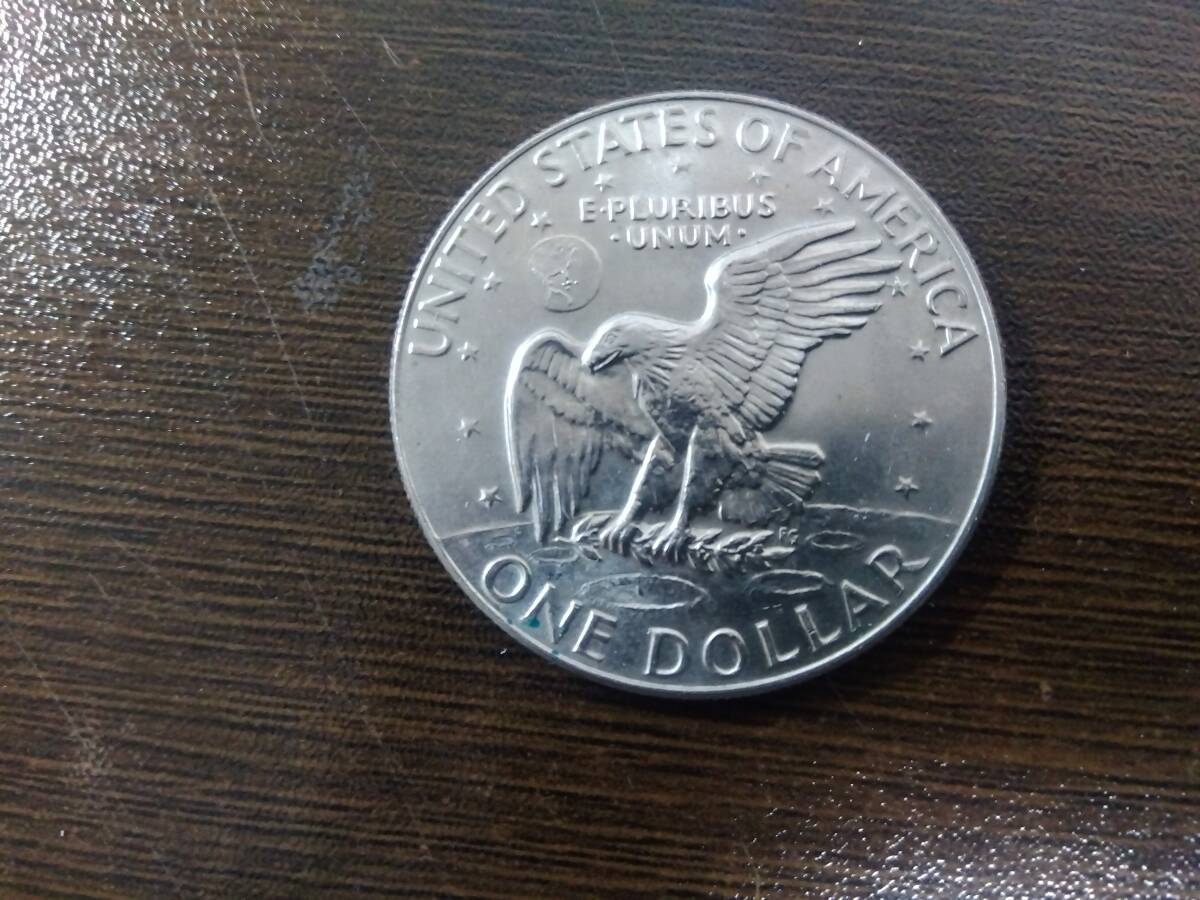 UNITED STATES OF AMERICA
E·PLURIBUS
·UNUM·
ONE DOLLAR